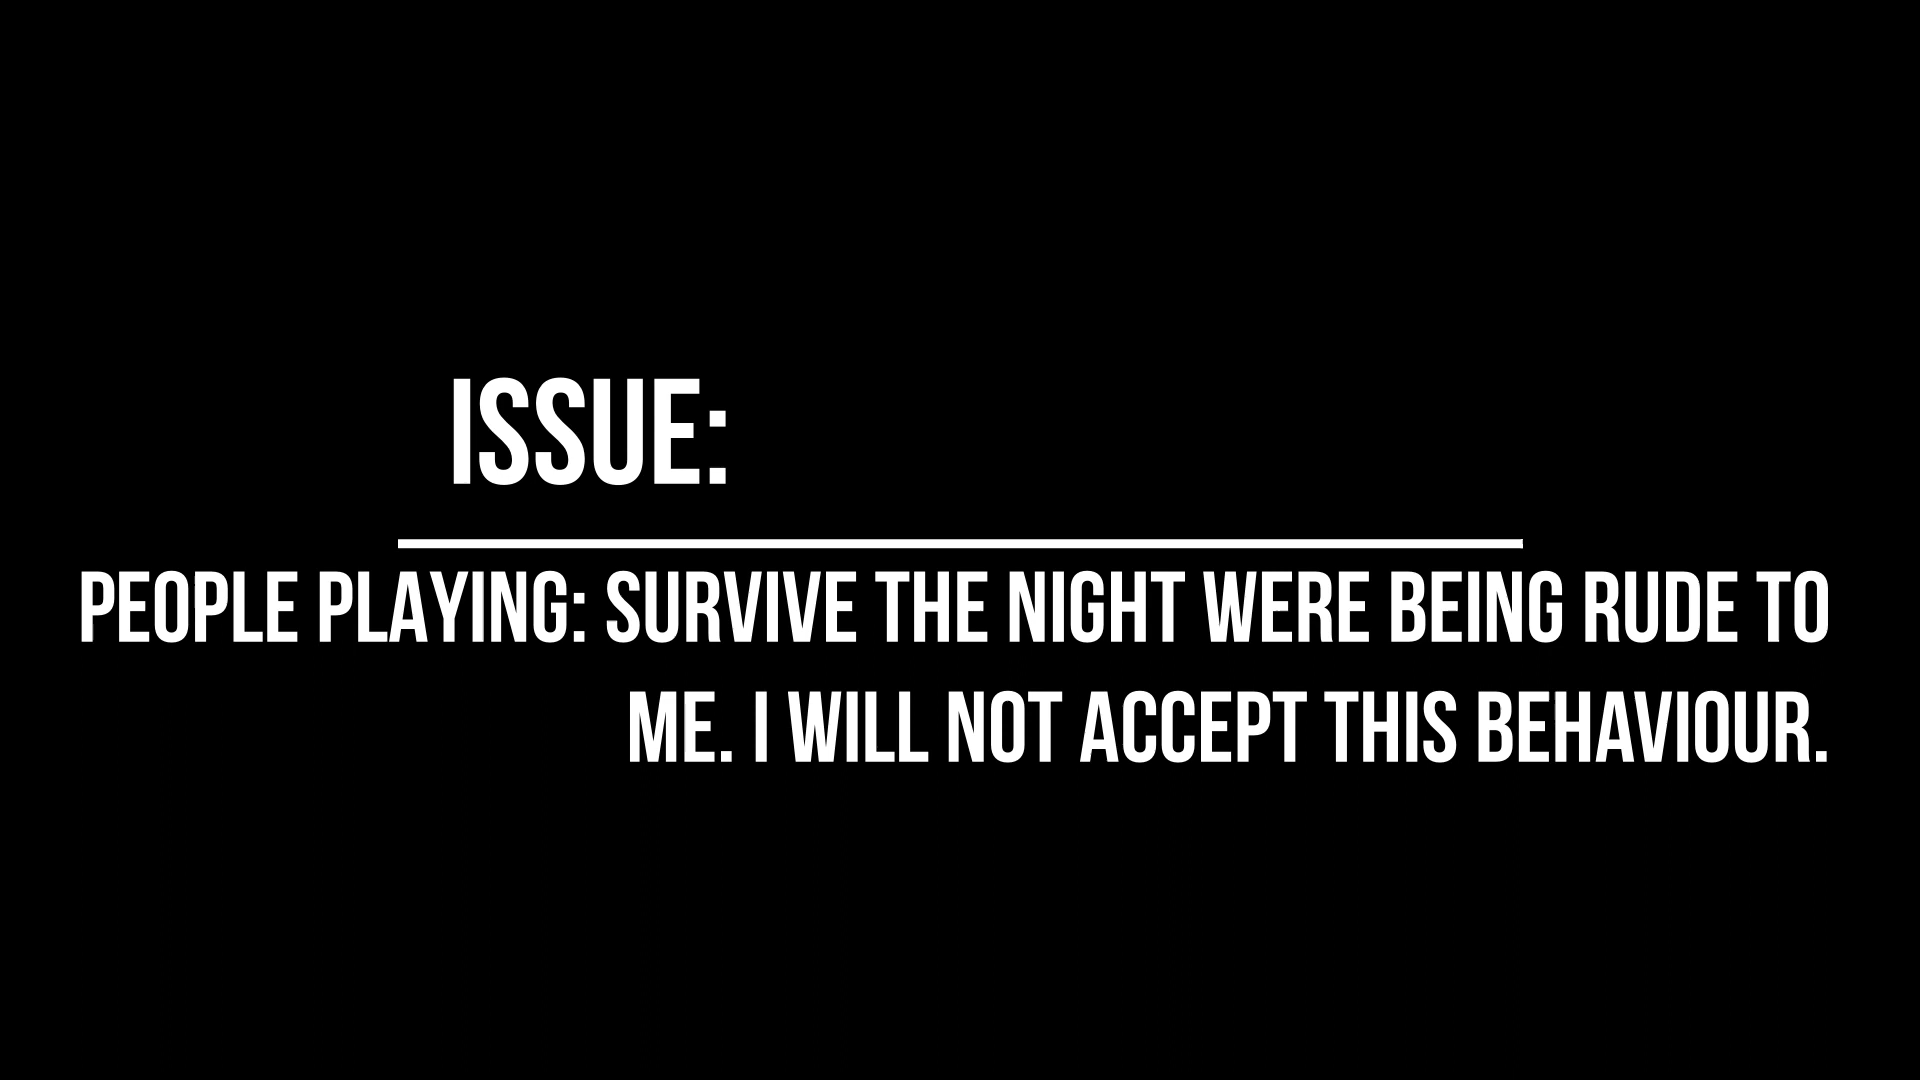 ISSUE:
PEOPLE PLAYING: SURVIVE THE NIGHT WERE BEING RUDE TO
ME. I WILL NOT ACCEPT THIS BEHAVIOUR.